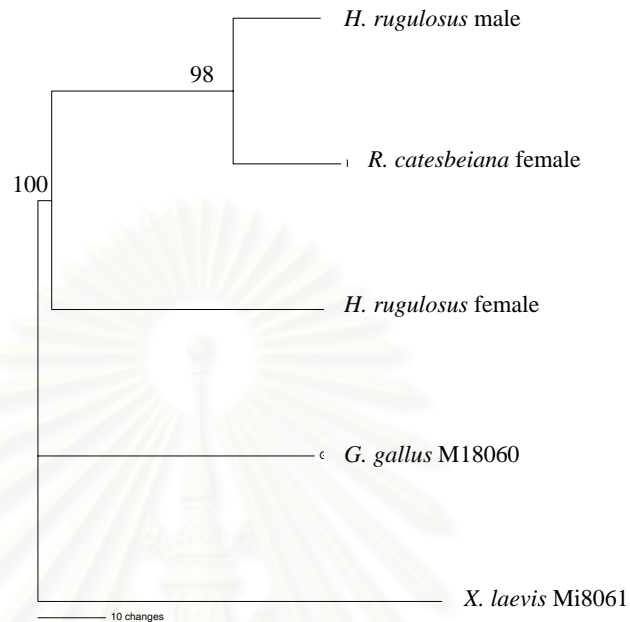 H. rugulosus male
98
R. catesbeiana female
100
H. rugulosus female
G. gallus M18060
X. laevis Mi8061
10 changes